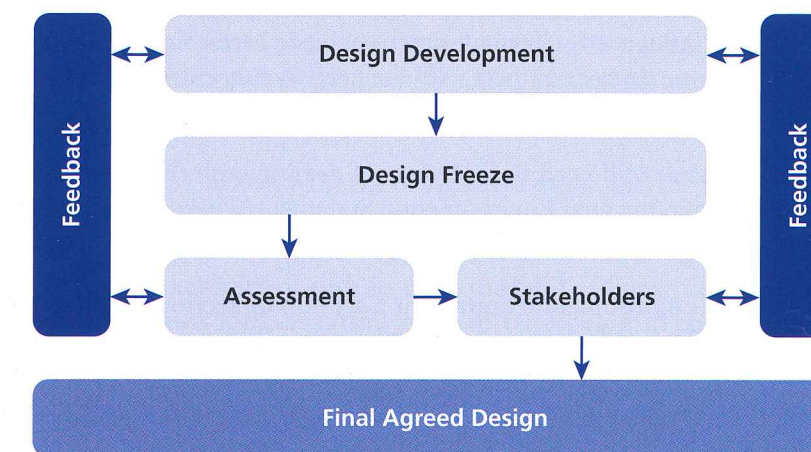 Design Development
Feedback
Feedback
Design Freeze
Assessment
Stakeholders
Final Agreed Design